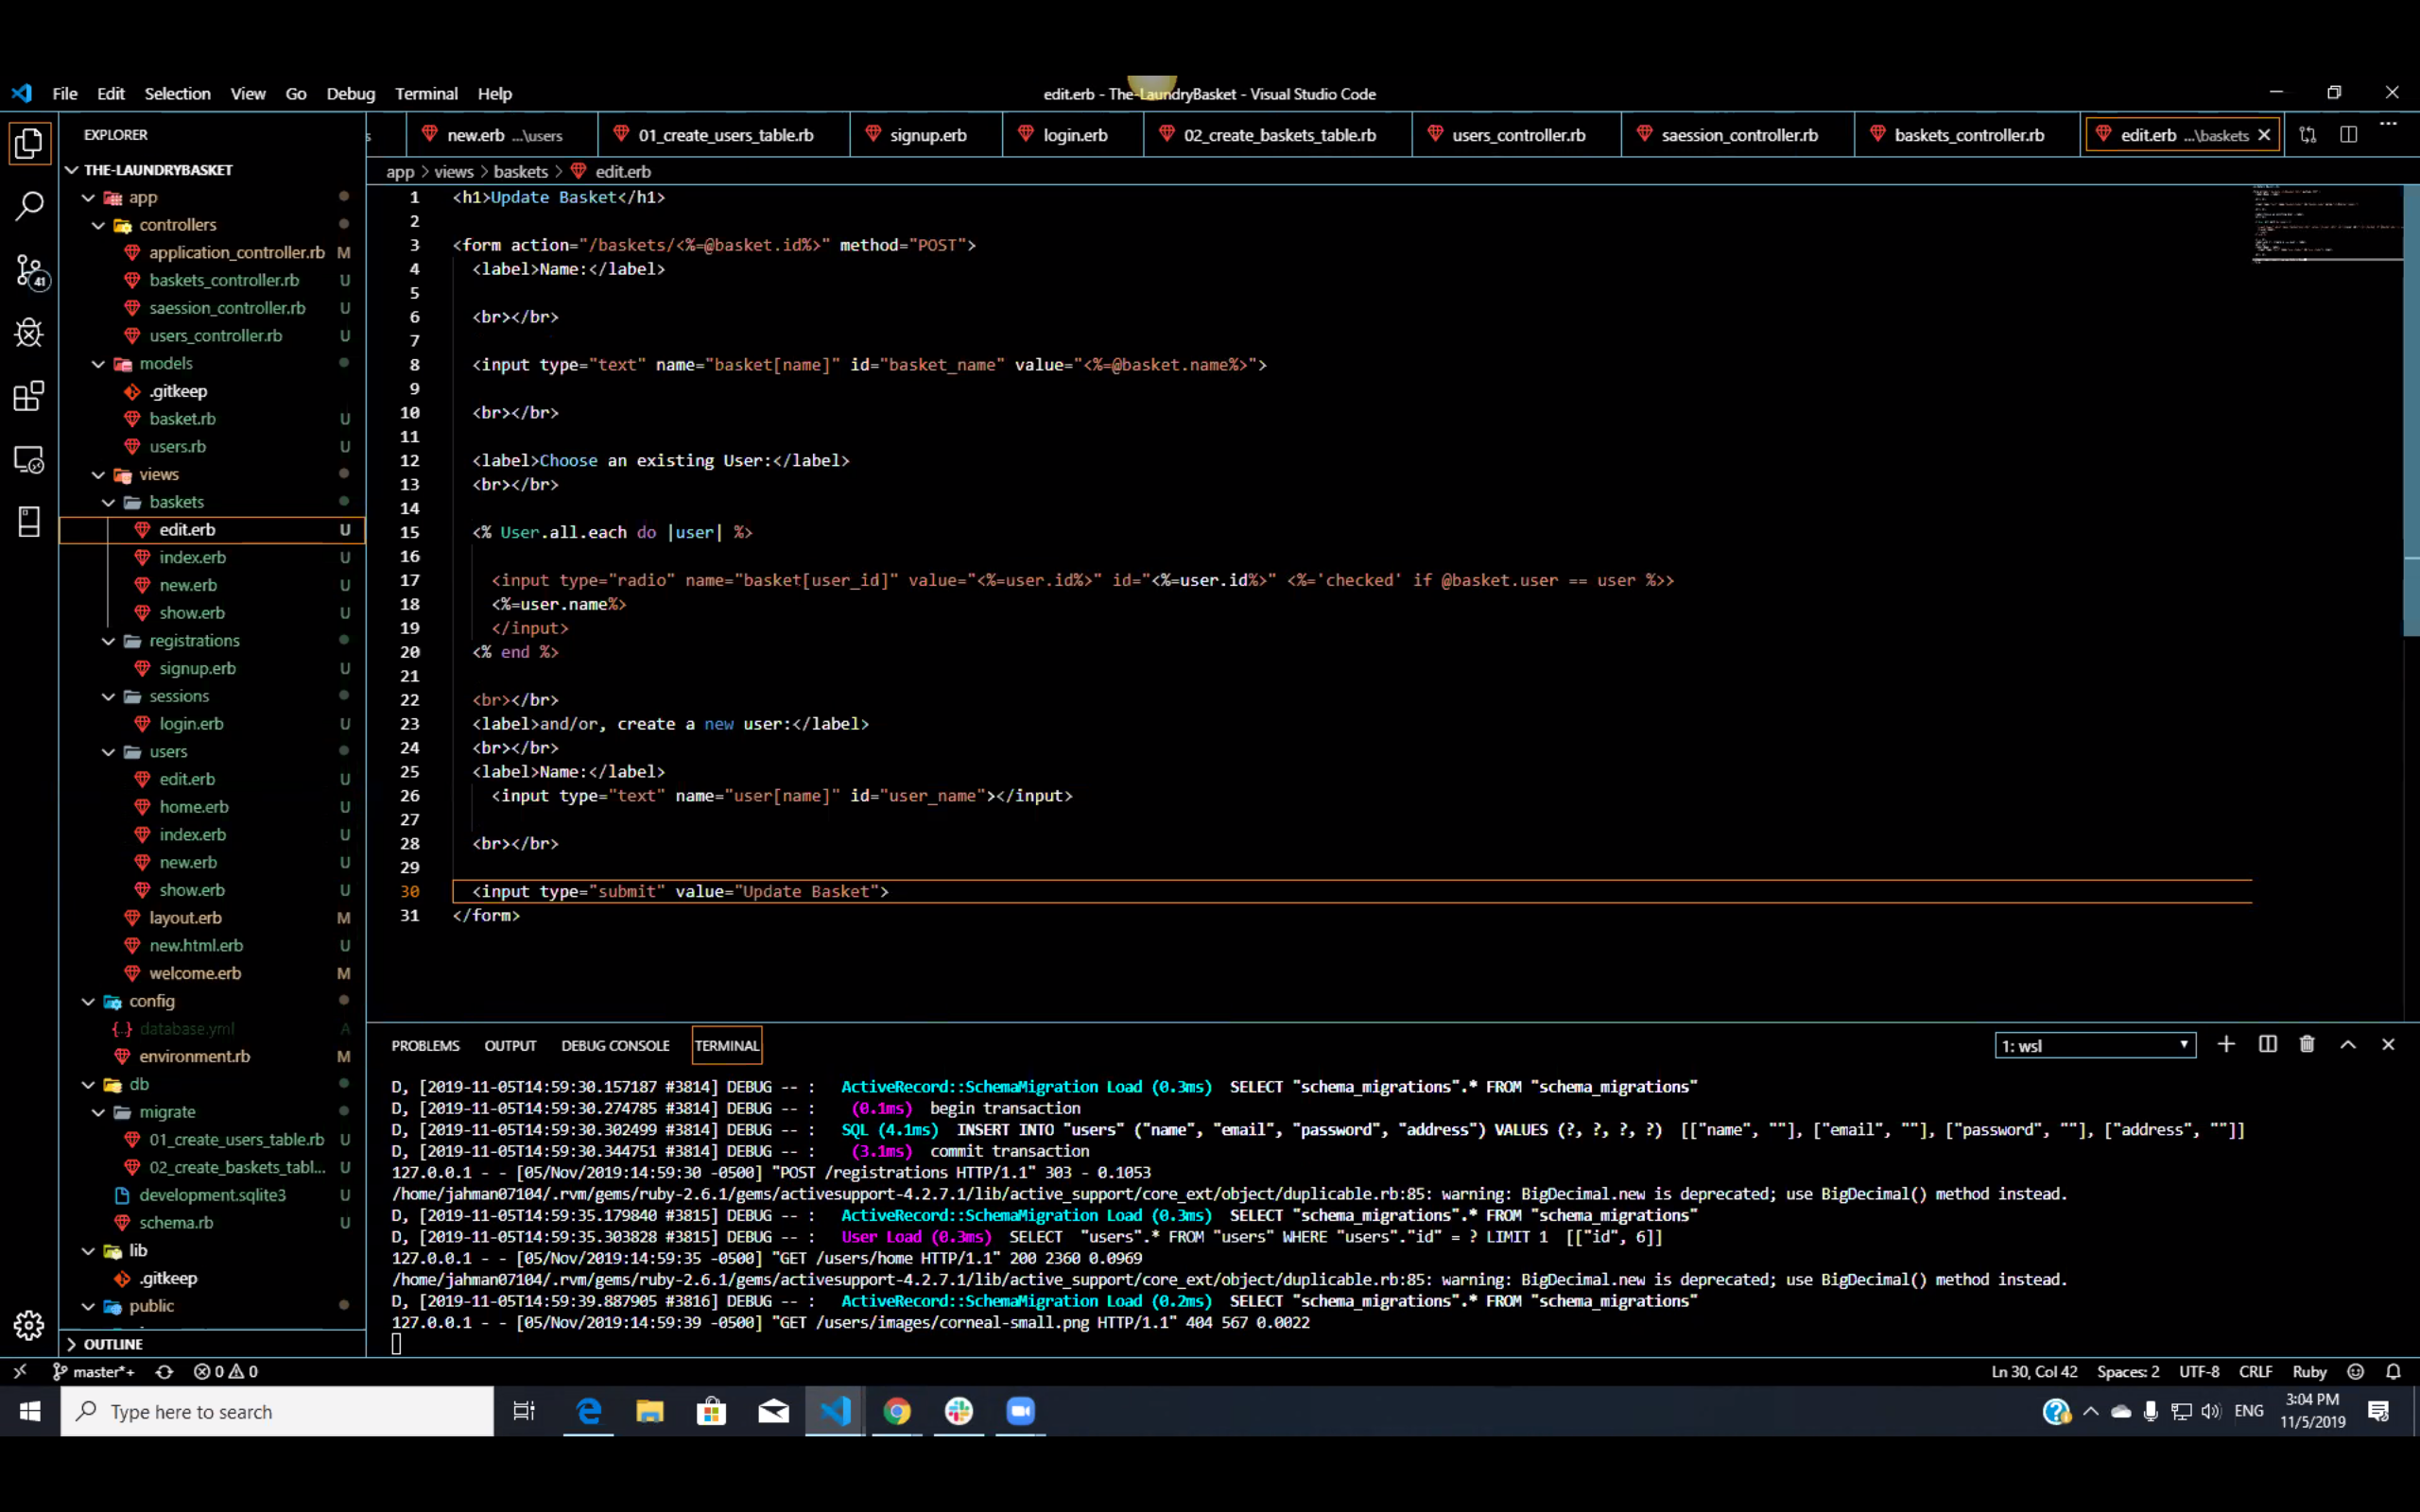 File Edit Selection View Go Debug Terminal Help
edit.erb - The-LaundryBasket - Visual Studio Code
EXPLORER
s
new.erb ...\users
01_create_users_table.rb
signup.erb
login.erb
02_create_baskets_table.rb
users_controller.rb
saession_controller.rb
baskets_controller.rb
edit.erb ...\baskets
THE-LAUNDRYBASKET
app
controllers
application_controller.rb M
baskets_controller.rb U
saession_controller.rb U
users_controller.rb U
models
.gitkeep
basket.rb U
users.rb U
views
baskets
edit.erb U
index.erb U
new.erb U
show.erb U
registrations
signup.erb U
sessions
login.erb U
users
edit.erb U
home.erb U
index.erb U
new.erb U
show.erb U
layout.erb M
new.html.erb U
welcome.erb M
config
database.yml A
environment.rb M
db
migrate
01_create_users_table.rb U
02_create_baskets_tabl... U
development.sqlite3 U
schema.rb U
lib
.gitkeep
public
OUTLINE
41
app > views > baskets > edit.erb
1 <h1>Update Basket</h1>
2
3 <form action="/baskets/<%=@basket.id%>" method="POST">
4 <label>Name:</label>
5
6 <br></br>
7
8 <input type="text" name="basket[name]" id="basket_name" value="<%=@basket.name%>">
9
10 <br></br>
11
12 <label>Choose an existing User:</label>
13 <br></br>
14
15 <% User.all.each do |user| %>
16
17 <input type="radio" name="basket[user_id]" value="<%=user.id%>" id="<%=user.id%>" <%='checked' if @basket.user == user %>>
18 <%=user.name%>
19 </input>
20 <% end %>
21
22 <br></br>
23 <label>and/or, create a new user:</label>
24 <br></br>
25 <label>Name:</label>
26 <input type="text" name="user[name]" id="user_name"></input>
27
28 <br></br>
29
30 <input type="submit" value="Update Basket">
31 </form>
PROBLEMS OUTPUT DEBUG CONSOLE TERMINAL
1: wsl
D, [2019-11-05T14:59:30.157187 #3814] DEBUG -- : ActiveRecord::SchemaMigration Load (0.3ms) SELECT "schema_migrations".* FROM "schema_migrations"
D, [2019-11-05T14:59:30.274785 #3814] DEBUG -- : (0.1ms) begin transaction
D, [2019-11-05T14:59:30.302499 #3814] DEBUG -- : SQL (4.1ms) INSERT INTO "users" ("name", "email", "password", "address") VALUES (?, ?, ?, ?) [["name", ""], ["email", ""], ["password", ""], ["address", ""]]
D, [2019-11-05T14:59:30.344751 #3814] DEBUG -- : (3.1ms) commit transaction
127.0.0.1 - - [05/Nov/2019:14:59:30 -0500] "POST /registrations HTTP/1.1" 303 - 0.1053
/home/jahman07104/.rvm/gems/ruby-2.6.1/gems/activesupport-4.2.7.1/lib/active_support/core_ext/object/duplicable.rb:85: warning: BigDecimal.new is deprecated; use BigDecimal() method instead.
D, [2019-11-05T14:59:35.179840 #3815] DEBUG -- : ActiveRecord::SchemaMigration Load (0.3ms) SELECT "schema_migrations".* FROM "schema_migrations"
D, [2019-11-05T14:59:35.303828 #3815] DEBUG -- : User Load (0.3ms) SELECT "users".* FROM "users" WHERE "users"."id" = ? LIMIT 1 [["id", 6]]
127.0.0.1 - - [05/Nov/2019:14:59:35 -0500] "GET /users/home HTTP/1.1" 200 2360 0.0969
/home/jahman07104/.rvm/gems/ruby-2.6.1/gems/activesupport-4.2.7.1/lib/active_support/core_ext/object/duplicable.rb:85: warning: BigDecimal.new is deprecated; use BigDecimal() method instead.
D, [2019-11-05T14:59:39.887905 #3816] DEBUG -- : ActiveRecord::SchemaMigration Load (0.2ms) SELECT "schema_migrations".* FROM "schema_migrations"
127.0.0.1 - - [05/Nov/2019:14:59:39 -0500] "GET /users/images/corneal-small.png HTTP/1.1" 404 567 0.0022
master*+ 0 0
Ln 30, Col 42 Spaces: 2 UTF-8 CRLF Ruby
Type here to search
ENG
3:04 PM
11/5/2019